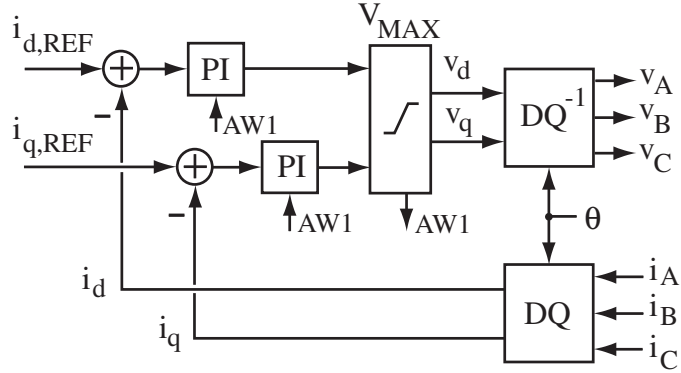 V_MAX
i_d,REF
+
PI
v_d
DQ^-1
v_A
−
AW1
v_q
v_B
i_q,REF
+
PI
v_C
−
AW1
AW1
θ
i_d
DQ
i_A
i_q
i_B
i_C